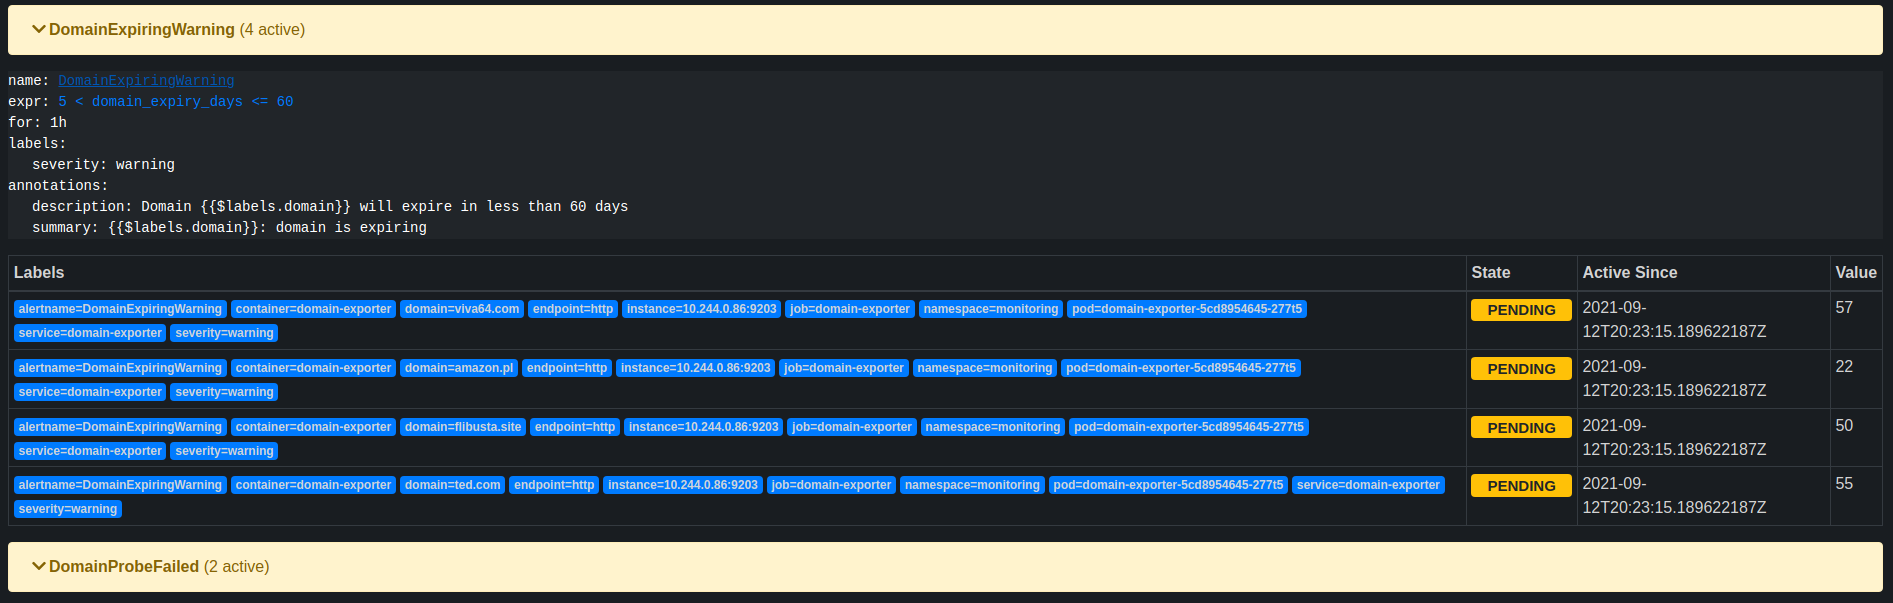 DomainExpiringWarning (4 active)
name: DomainExpiringWarning
expr: 5 < domain_expiry_days <= 60
for: 1h
labels:
severity: warning
annotations:
description: Domain {{$labels.domain}} will expire in less than 60 days
summary: {{$labels.domain}}: domain is expiring
Labels State Active Since Value
alertname=DomainExpiringWarning container=domain-exporter domain=viva64.com endpoint=http instance=10.244.0.86:9203 job=domain-exporter namespace=monitoring pod=domain-exporter-5cd8954645-277t5 PENDING 2021-09- 57
service=domain-exporter severity=warning 12T20:23:15.189622187Z
alertname=DomainExpiringWarning container=domain-exporter domain=amazon.pl endpoint=http instance=10.244.0.86:9203 job=domain-exporter namespace=monitoring pod=domain-exporter-5cd8954645-277t5 PENDING 2021-09- 22
service=domain-exporter severity=warning 12T20:23:15.189622187Z
alertname=DomainExpiringWarning container=domain-exporter domain=flibusta.site endpoint=http instance=10.244.0.86:9203 job=domain-exporter namespace=monitoring pod=domain-exporter-5cd8954645-277t5 PENDING 2021-09- 50
service=domain-exporter severity=warning 12T20:23:15.189622187Z
alertname=DomainExpiringWarning container=domain-exporter domain=ted.com endpoint=http instance=10.244.0.86:9203 job=domain-exporter namespace=monitoring pod=domain-exporter-5cd8954645-277t5 service=domain-exporter PENDING 2021-09- 55
severity=warning 12T20:23:15.189622187Z
DomainProbeFailed (2 active)